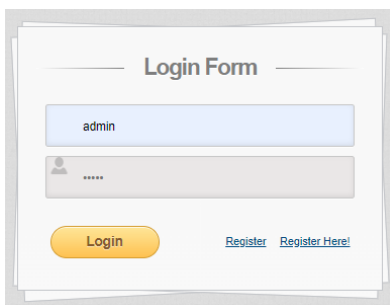 Login Form
admin
•••••
Login
Register Register Here!